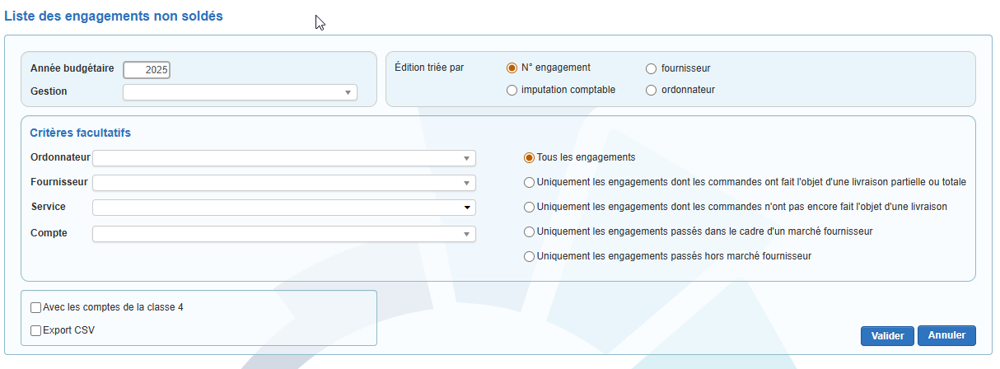 Liste des engagements non soldés
Année budgétaire 2025
Gestion
Édition triée par N° engagement fournisseur
imputation comptable ordonnateur
Critères facultatifs
Ordonnateur
Fournisseur
Service
Compte
Tous les engagements
Uniquement les engagements dont les commandes ont fait l'objet d'une livraison partielle ou totale
Uniquement les engagements dont les commandes n'ont pas encore fait l'objet d'une livraison
Uniquement les engagements passés dans le cadre d'un marché fournisseur
Uniquement les engagements passés hors marché fournisseur
Avec les comptes de la classe 4
Export CSV
Valider Annuler